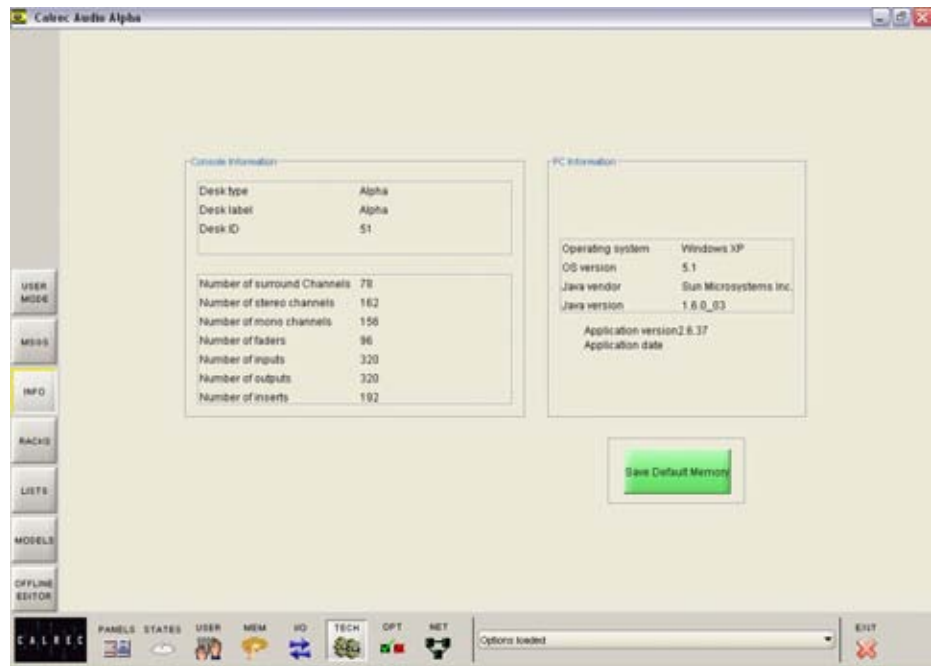 Calrec Audio Alpha
Console Information
Desk type Alpha
Desk label Alpha
Desk ID 51
Number of surround Channels 78
Number of stereo channels 162
Number of mono channels 156
Number of faders 96
Number of inputs 320
Number of outputs 320
Number of inserts 192
PC Information
Operating system Windows XP
OS version 5.1
Java vendor Sun Microsystems Inc.
Java version 1.6.0_03
Application version2.6.37
Application date
Save Default Memory
USER MODE
MSGS
INFO
RACKS
LISTS
MODELS
OFFLINE EDITOR
CALREC
PANELS STATES USER MEM I/O TECH OPT NET
Options loaded
EXIT